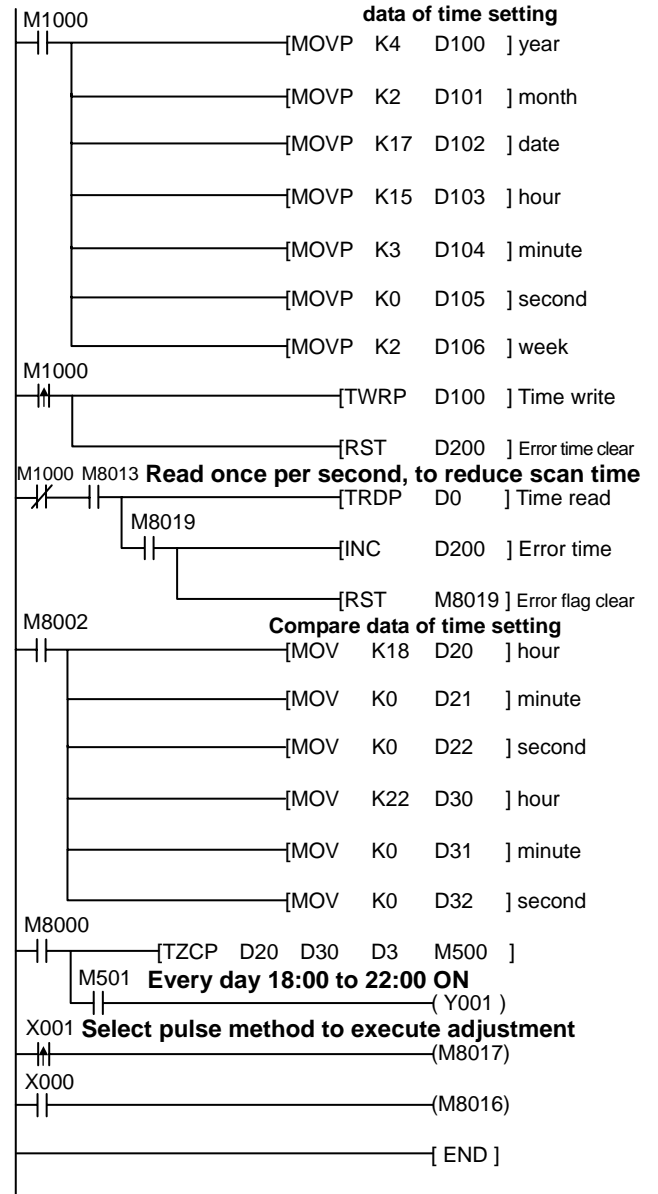 data of time setting
M1000
[MOVP K4 D100 ] year
[MOVP K2 D101 ] month
[MOVP K17 D102 ] date
[MOVP K15 D103 ] hour
[MOVP K3 D104 ] minute
[MOVP K0 D105 ] second
[MOVP K2 D106 ] week
M1000
[TWRP D100 ] Time write
[RST D200 ] Error time clear
M1000 M8013 Read once per second, to reduce scan time
[TRDP D0 ] Time read
M8019
[INC D200 ] Error time
[RST M8019 ] Error flag clear
M8002 Compare data of time setting
[MOV K18 D20 ] hour
[MOV K0 D21 ] minute
[MOV K0 D22 ] second
[MOV K22 D30 ] hour
[MOV K0 D31 ] minute
[MOV K0 D32 ] second
M8000
[TZCP D20 D30 D3 M500 ]
M501 Every day 18:00 to 22:00 ON
( Y001 )
X001 Select pulse method to execute adjustment
(M8017)
X000
(M8016)
[ END ]